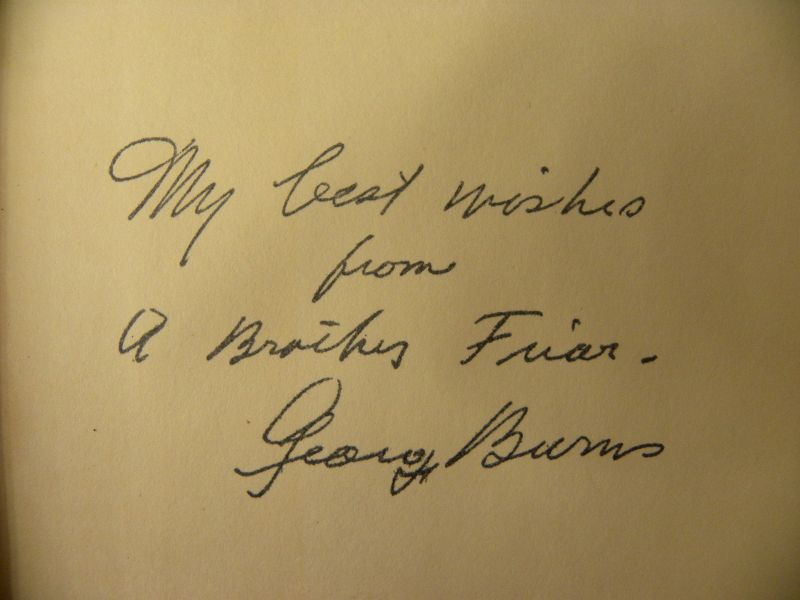 My best wishes
from
A Brother Friar.
George Burns